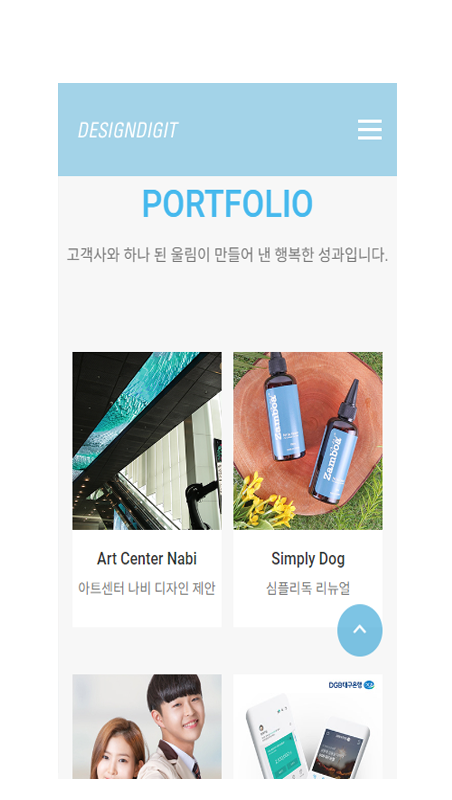 DESIGNDIGIT
PORTFOLIO
고객사와 하나 된 울림이 만들어 낸 행복한 성과입니다.
Zamboa
Zamboa
Art Center Nabi
Simply Dog
아트센터 나비 디자인 제안
심플리독 리뉴얼
DGB대구은행